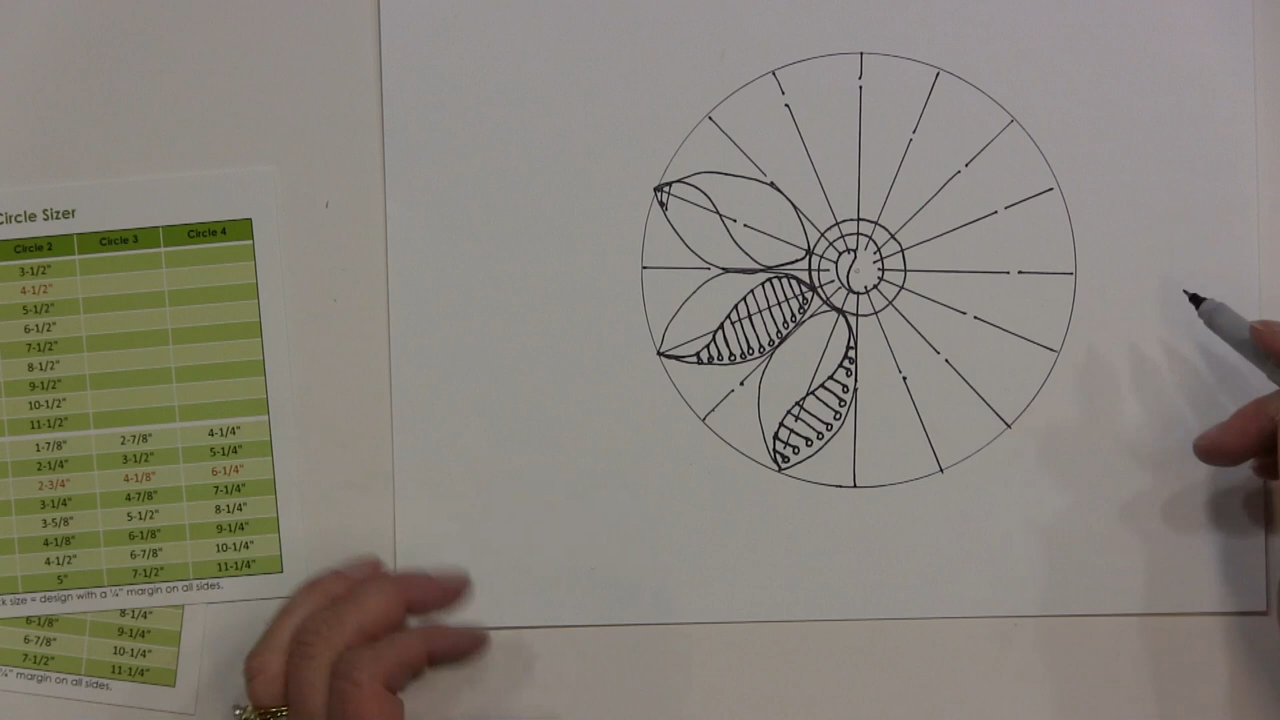 Circle Sizer
Circle 2 Circle 3 Circle 4
3-1/2"
4-1/2"
5-1/2"
6-1/2"
7-1/2"
8-1/2"
9-1/2"
10-1/2"
11-1/2"
1-7/8" 2-7/8" 4-1/4"
2-1/4" 3-1/2" 5-1/4"
2-3/4" 4-1/8" 6-1/4"
3-1/4" 4-7/8" 7-1/4"
3-5/8" 5-1/2" 8-1/4"
4-1/8" 6-1/8" 9-1/4"
4-1/2" 6-7/8" 10-1/4"
5" 7-1/2" 11-1/4"
size = design with a ¼" margin on all sides.
8-1/4"
6-1/8" 9-1/4"
6-7/8" 10-1/4"
7-1/2" 11-1/4"
¼" margin on all sides.